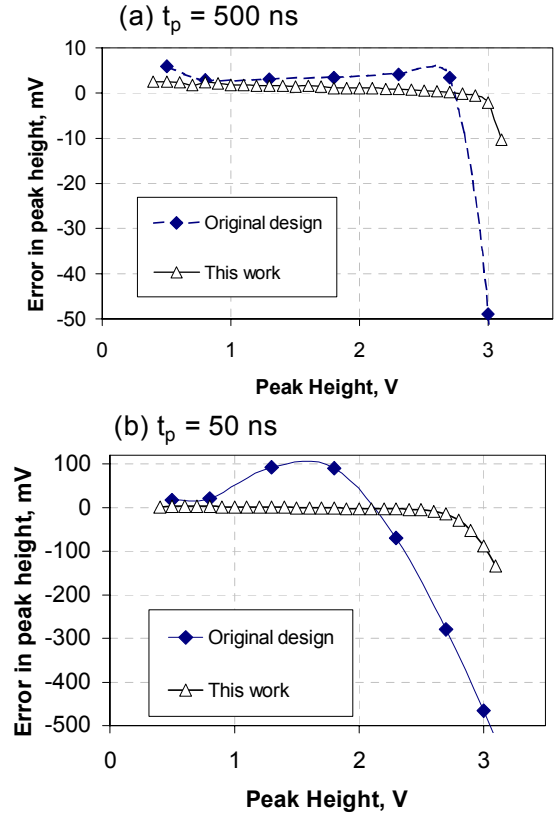 (a) tp = 500 ns
10
0
-10
-20
-30
-40
-50
Error in peak height, mV
Original design
This work
0 1 2 3
Peak Height, V
(b) tp = 50 ns
100
0
-100
-200
-300
-400
-500
Error in peak height, mV
Original design
This work
0 1 2 3
Peak Height, V